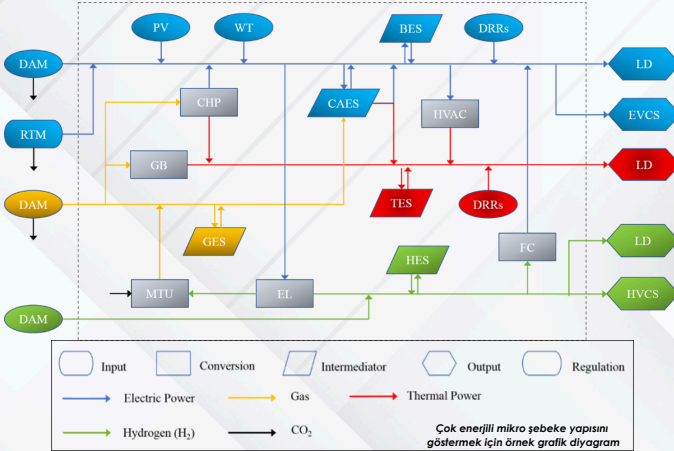 PV
WT
BES
DRRs
DAM
LD
CHP
CAES
HVAC
EVCS
RTM
GB
LD
DAM
TES
DRRs
GES
LD
HES
FC
MTU
EL
HVCS
DAM
Input
Conversion
Intermediator
Output
Regulation
Electric Power
Gas
Thermal Power
Hydrogen (H₂)
CO₂
Çok enerjili mikro şebeke yapısını
göstermek için örnek grafik diyagram